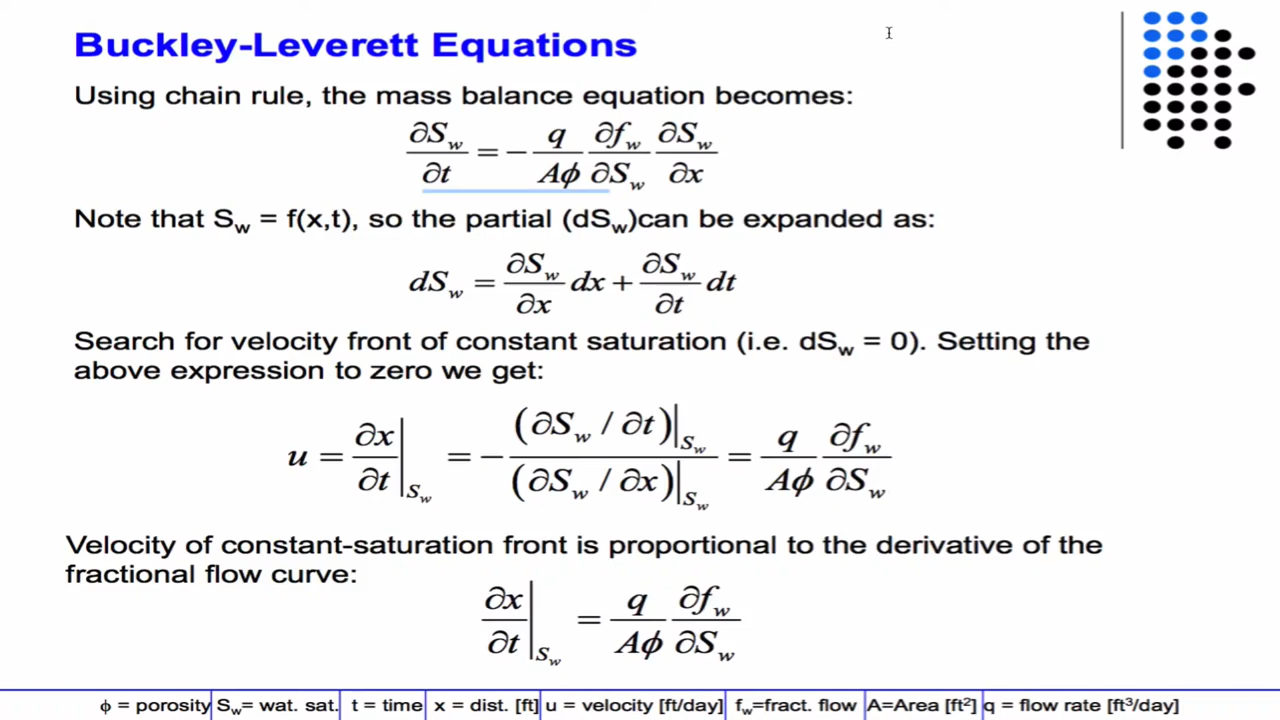 Buckley-Leverett Equations
Using chain rule, the mass balance equation becomes:
∂S_w/∂t = − q/(Aϕ) ∂f_w/∂S_w ∂S_w/∂x
Note that S_w = f(x,t), so the partial (dS_w)can be expanded as:
dS_w = ∂S_w/∂x dx + ∂S_w/∂t dt
Search for velocity front of constant saturation (i.e. dS_w = 0). Setting the
above expression to zero we get:
u = ∂x/∂t |_{S_w} = − (∂S_w / ∂t)|_{S_w} / (∂S_w / ∂x)|_{S_w} = q/(Aϕ) ∂f_w/∂S_w
Velocity of constant-saturation front is proportional to the derivative of the
fractional flow curve:
∂x/∂t |_{S_w} = q/(Aϕ) ∂f_w/∂S_w
ϕ = porosity S_w= wat. sat. t = time x = dist. [ft] u = velocity [ft/day] f_w=fract. flow A=Area [ft²] q = flow rate [ft³/day]